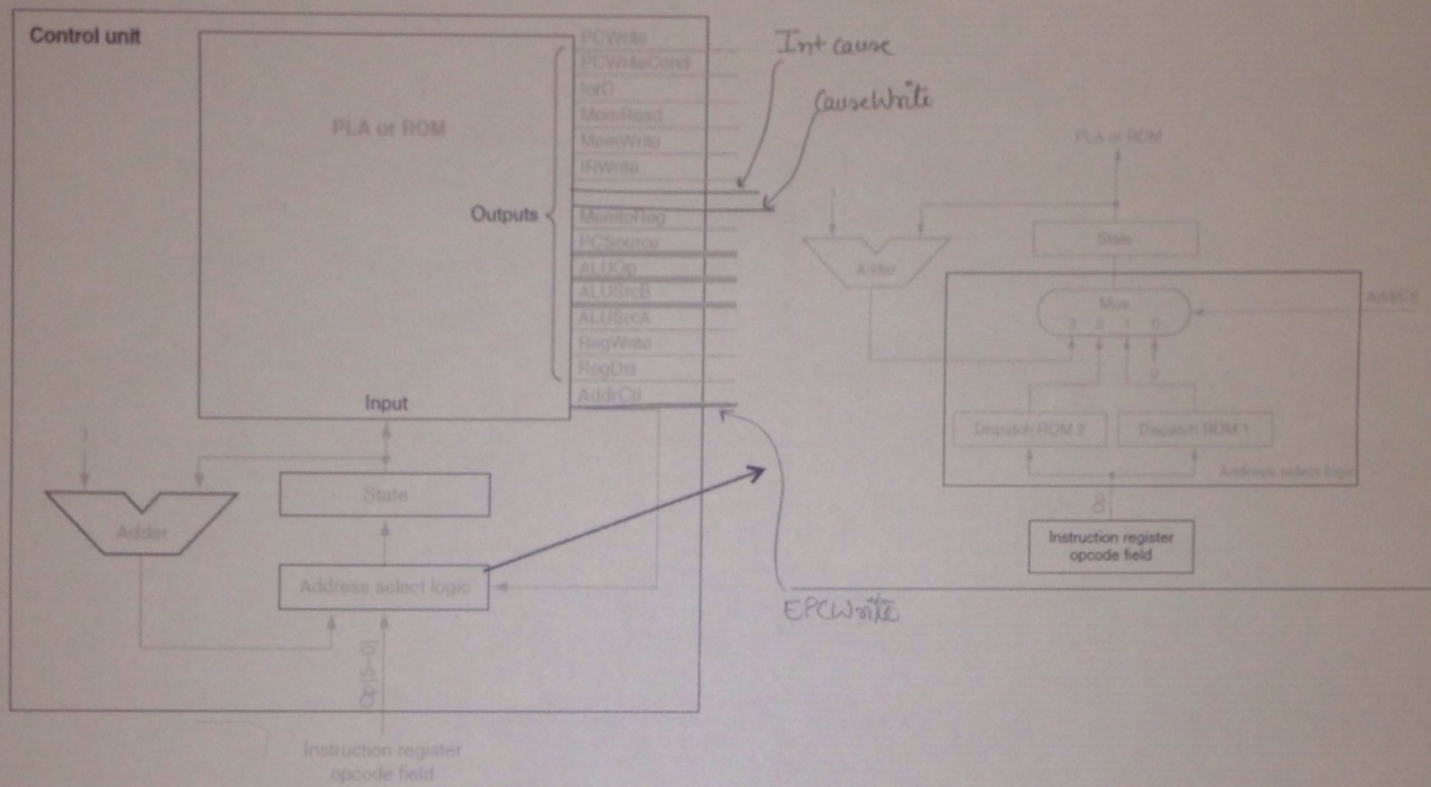 Control unit
PLA or ROM
Outputs
Input
PCWrite
PCWriteCond
IorD
MemRead
MemWrite
IRWrite
MemtoReg
PCSource
ALUOp
ALUSrcB
ALUSrcA
RegWrite
RegDst
AddrCtl
Int cause
CauseWrite
EPCWrite
1
Adder
State
Address select logic
Op[5–0]
Instruction register
opcode field
PLA or ROM
State
Adder
Mux
3 2 1 0
AddrCtl
0
Dispatch ROM 2
Dispatch ROM 1
Address select logic
Instruction register
opcode field